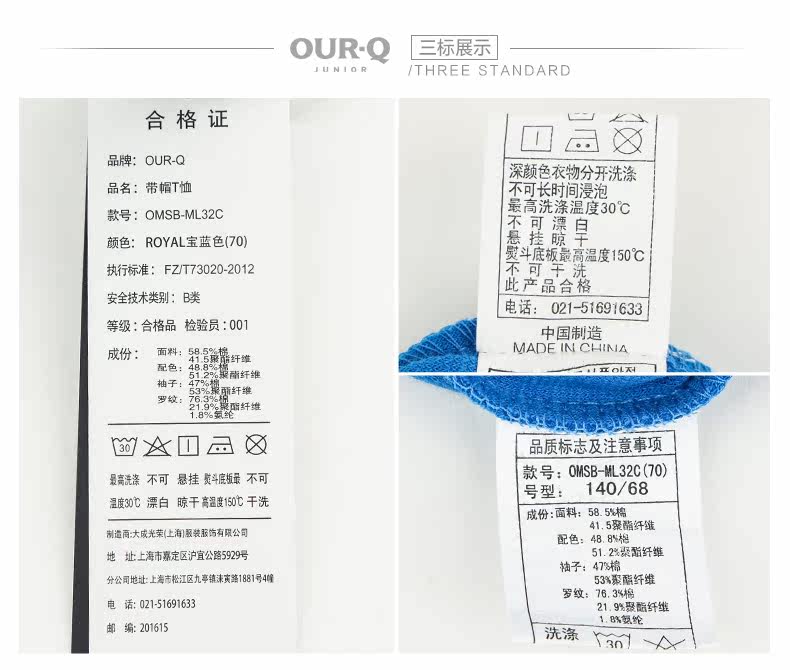 OUR·Q
JUNIOR
三标展示
/THREE STANDARD
合格证
品牌: OUR-Q
品名: 带帽T恤
款号: OMSB-ML32C
颜色: ROYAL宝蓝色(70)
执行标准: FZ/T73020-2012
安全技术类别: B类
等级: 合格品 检验员: 001
成份: 面料: 58.5%棉
41.5聚酯纤维
配色: 48.8%棉
51.2%聚酯纤维
袖子: 47%棉
53%聚酯纤维
罗纹: 76.3%棉
21.9%聚酯纤维
1.8%氨纶
30
最高洗涤 不可 悬挂 熨斗底板最 不可
温度30℃ 漂白 晾干 高温度150℃ 干洗
制造商:大成光荣(上海)服装服饰有限公司
地 址:上海市嘉定区沪宜公路5929号
分公司地址:上海市松江区九亭镇涞寅路1881号4幢
电 话: 021-51691633
邮 编: 201615
深颜色衣物分开洗涤
不可长时间浸泡
最高洗涤温度30℃
不可漂白
悬挂晾干
熨斗底板最高温度150℃
不可干洗
此产品合格
电话: 021-51691633
中国制造
MADE IN CHINA
品质标志及注意事项
款号: OMSB-ML32C(70)
号型: 140/68
成份:面料: 58.5%棉
41.5聚酯纤维
配色: 48.8%棉
51.2%聚酯纤维
袖子: 47%棉
53%聚酯纤维
罗纹: 76.3%棉
21.9%聚酯纤维
1.8%氨纶
洗涤 30